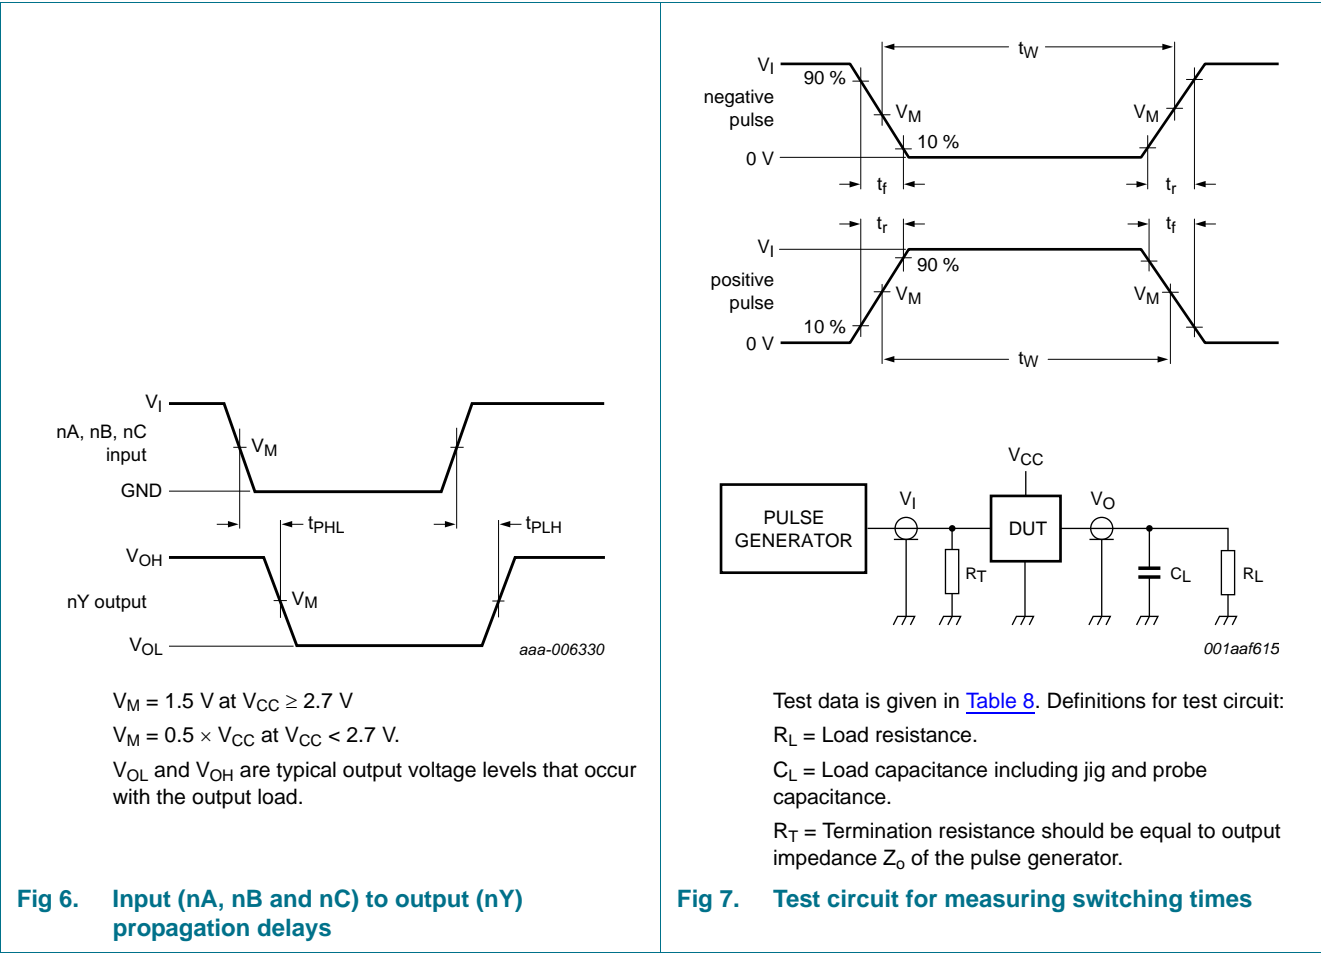 VI
nA, nB, nC
input
VM
GND
tPHL
tPLH
VOH
nY output
VM
VOL
aaa-006330
VM = 1.5 V at VCC ≥ 2.7 V
VM = 0.5 × VCC at VCC < 2.7 V.
VOL and VOH are typical output voltage levels that occur
with the output load.
Fig 6. Input (nA, nB and nC) to output (nY)
propagation delays
tW
VI
90 %
negative
pulse
VM
VM
10 %
0 V
tf
tr
tr
tf
VI
90 %
positive
pulse
VM
VM
10 %
0 V
tW
VCC
PULSE
GENERATOR
VI
DUT
VO
RT
CL
RL
001aaf615
Test data is given in Table 8. Definitions for test circuit:
RL = Load resistance.
CL = Load capacitance including jig and probe
capacitance.
RT = Termination resistance should be equal to output
impedance Zo of the pulse generator.
Fig 7. Test circuit for measuring switching times